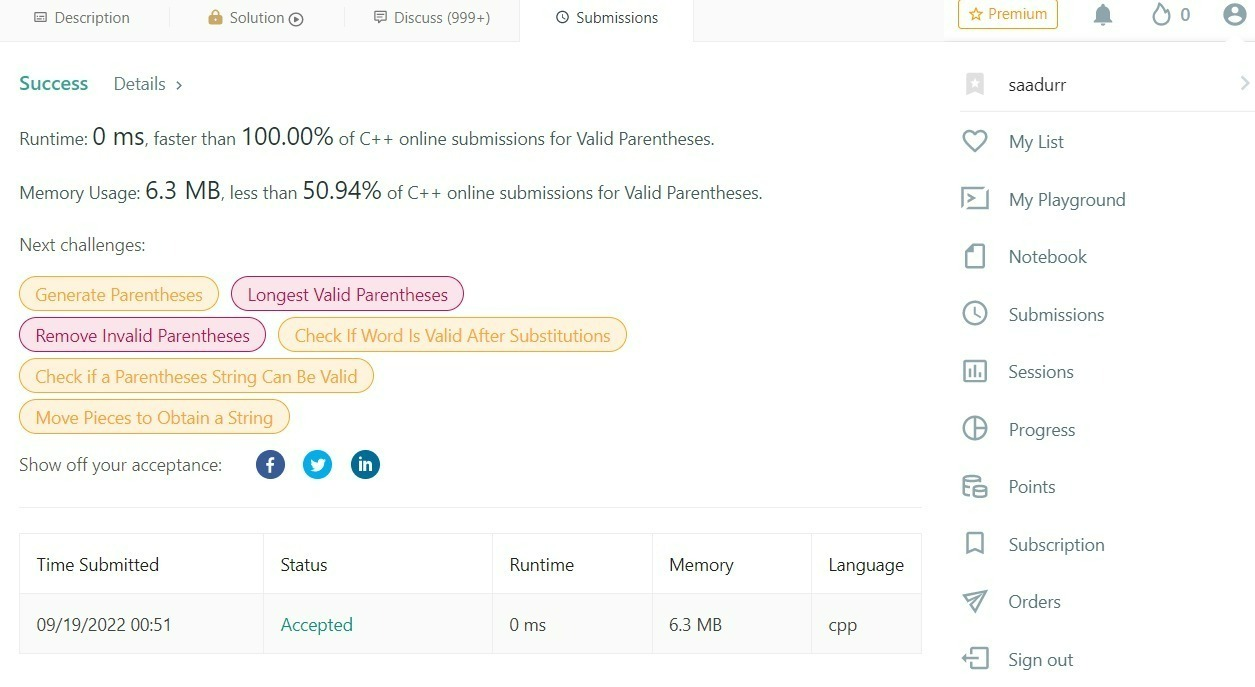 Description Solution Discuss (999+) Submissions Premium 0
Success Details >
Runtime: 0 ms, faster than 100.00% of C++ online submissions for Valid Parentheses.
Memory Usage: 6.3 MB, less than 50.94% of C++ online submissions for Valid Parentheses.
Next challenges:
Generate Parentheses Longest Valid Parentheses
Remove Invalid Parentheses Check If Word Is Valid After Substitutions
Check if a Parentheses String Can Be Valid
Move Pieces to Obtain a String
Show off your acceptance:
Time Submitted Status Runtime Memory Language
09/19/2022 00:51 Accepted 0 ms 6.3 MB cpp
saadurr
My List
My Playground
Notebook
Submissions
Sessions
Progress
Points
Subscription
Orders
Sign out